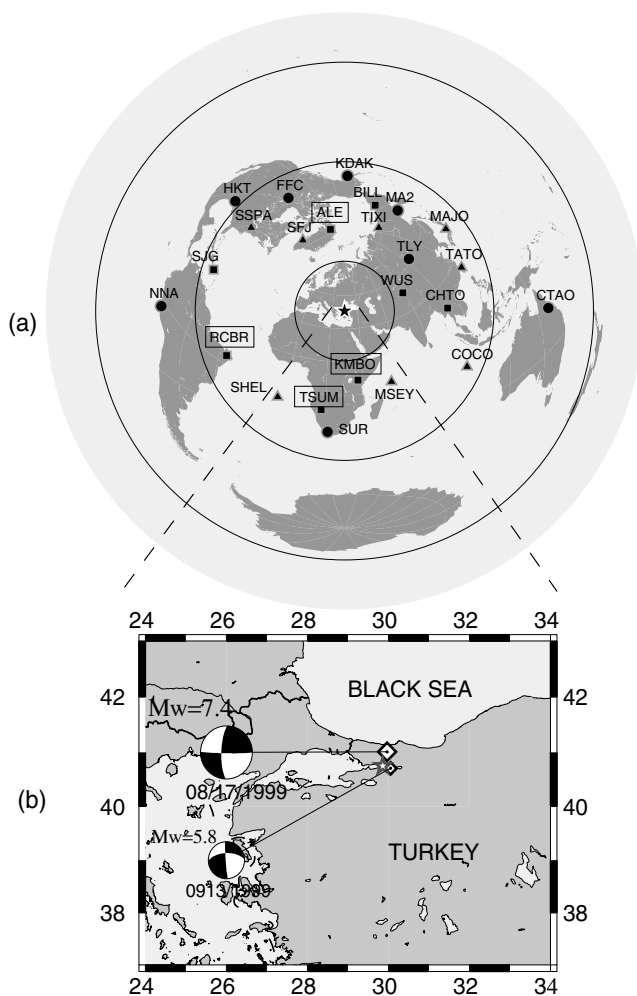 KDAK
HKT
FFC
BILL
MA2
SSPA
ALE
TIXI
MAJO
SFJ
TLY
TATO
SJG
WUS
CHTO
NNA
CTAO
(a)
RCBR
COCO
KMBO
SHEL
TSUM
MSEY
SUR
24 26 28 30 32 34
42 BLACK SEA 42
Mw=7.4
08/17/1999
40 40
(b)
Mw=5.8
TURKEY
38 38
24 26 28 30 32 34